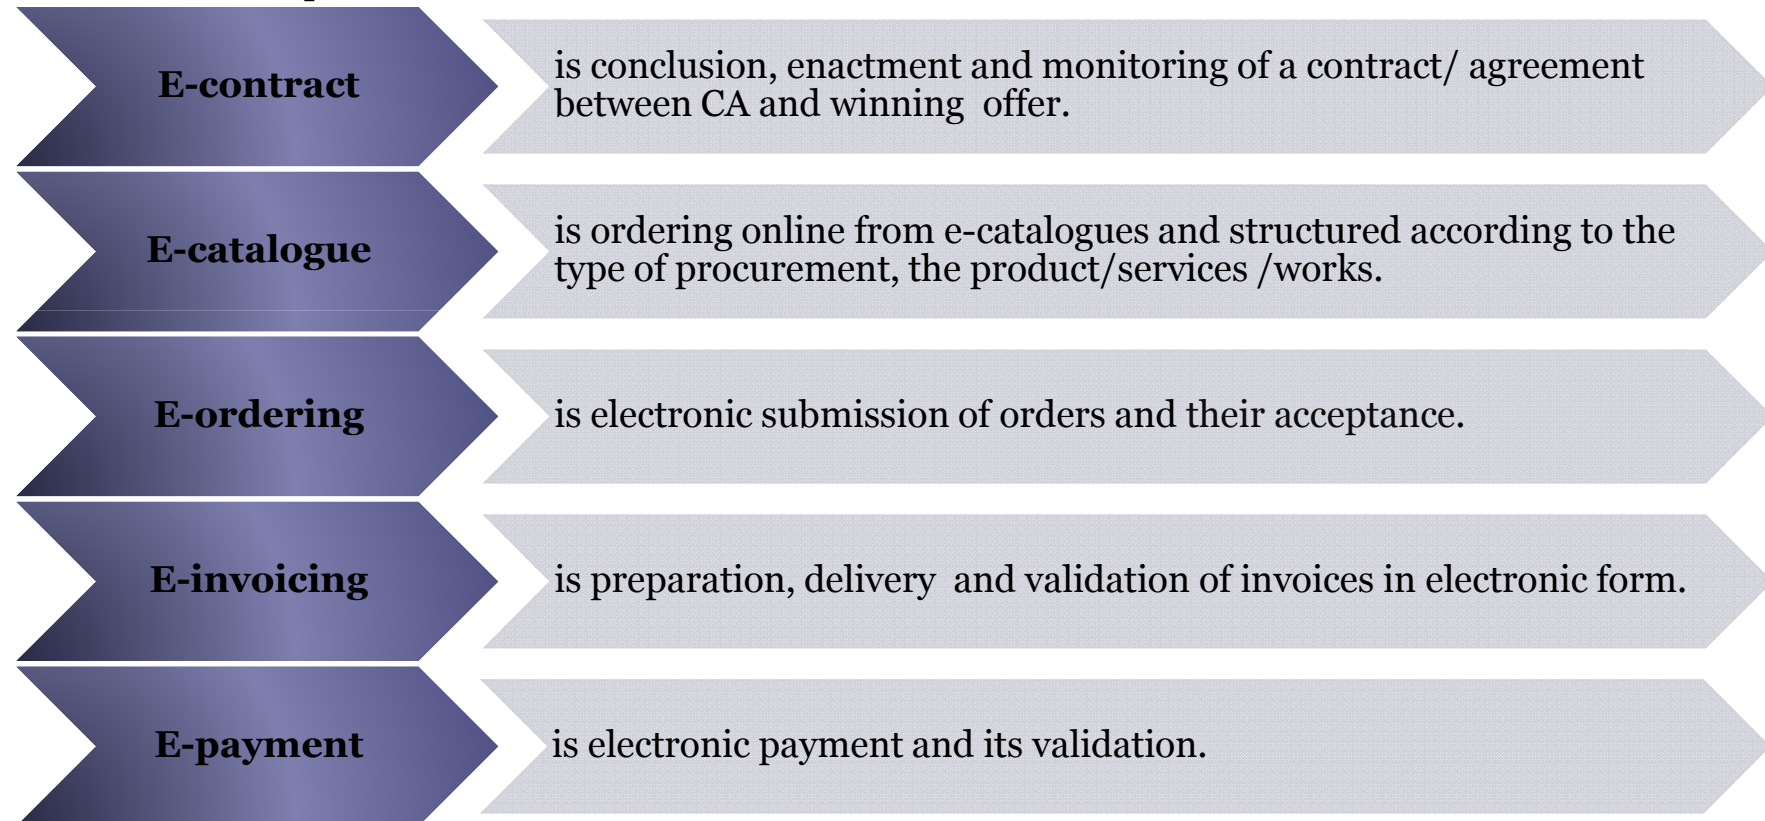 E-contract
is conclusion, enactment and monitoring of a contract/ agreement
between CA and winning  offer.
E-catalogue
is ordering online from e-catalogues and structured according to the
type of procurement, the product/services /works.
E-ordering
is electronic submission of orders and their acceptance.
E-invoicing
is preparation, delivery  and validation of invoices in electronic form.
E-payment
is electronic payment and its validation.